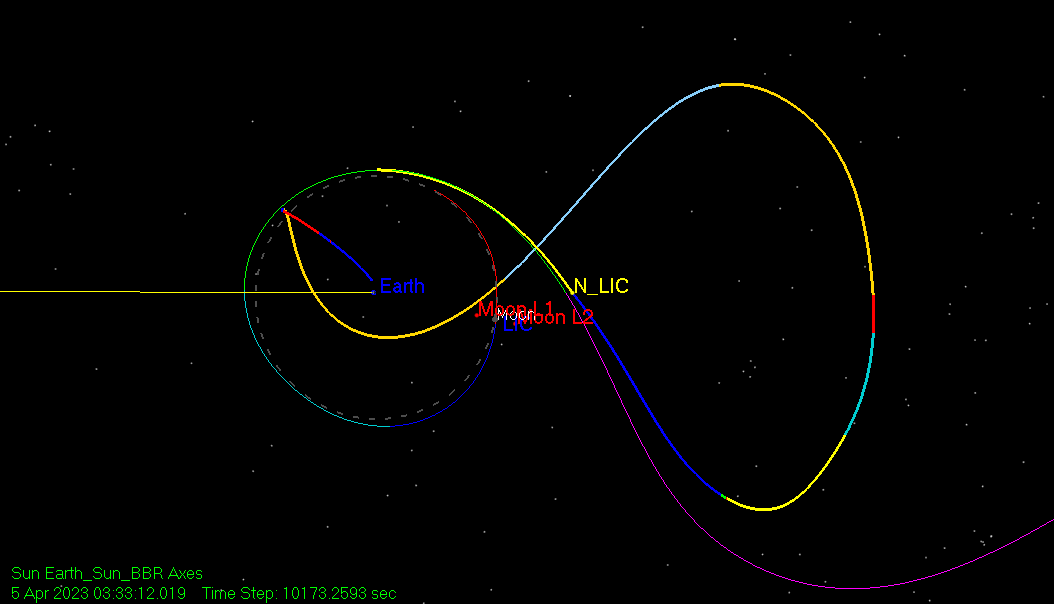 Earth
N_LIC
Moon L1
Moon
Moon L2
LIC
Sun Earth_Sun_BBR Axes
5 Apr 2023 03:33:12.019 Time Step: 10173.2593 sec